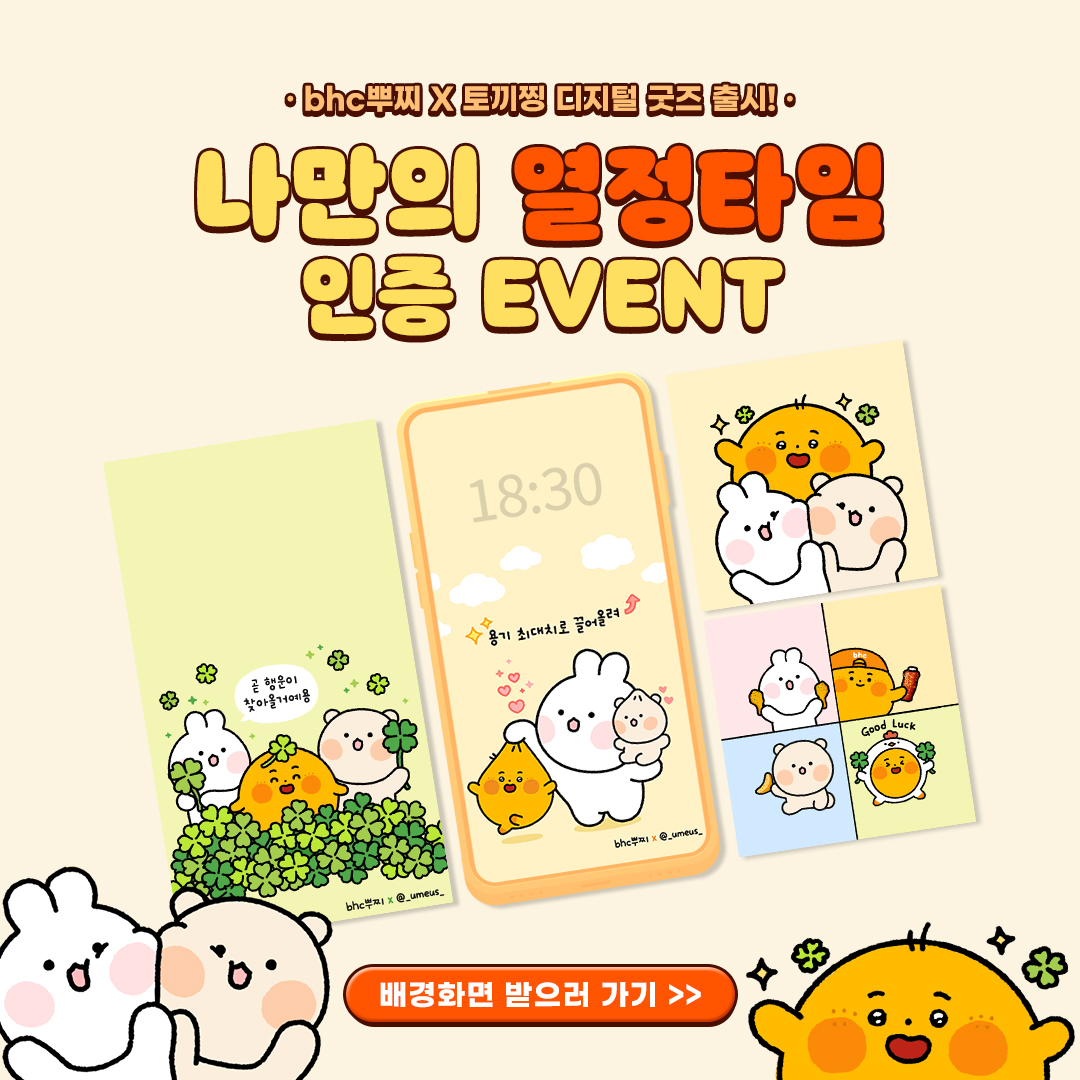 · bhc뿌찌 X 토끼찡 디지털 굿즈 출시! ·
나만의 열정타임
인증 EVENT
곧 행운이
찾아올거예용
bhc뿌찌 x @_umeus_
18:30
용기 최대치로 끌어올려
bhc뿌찌 x @_umeus_
bhc
Good Luck
배경화면 받으러 가기 >>